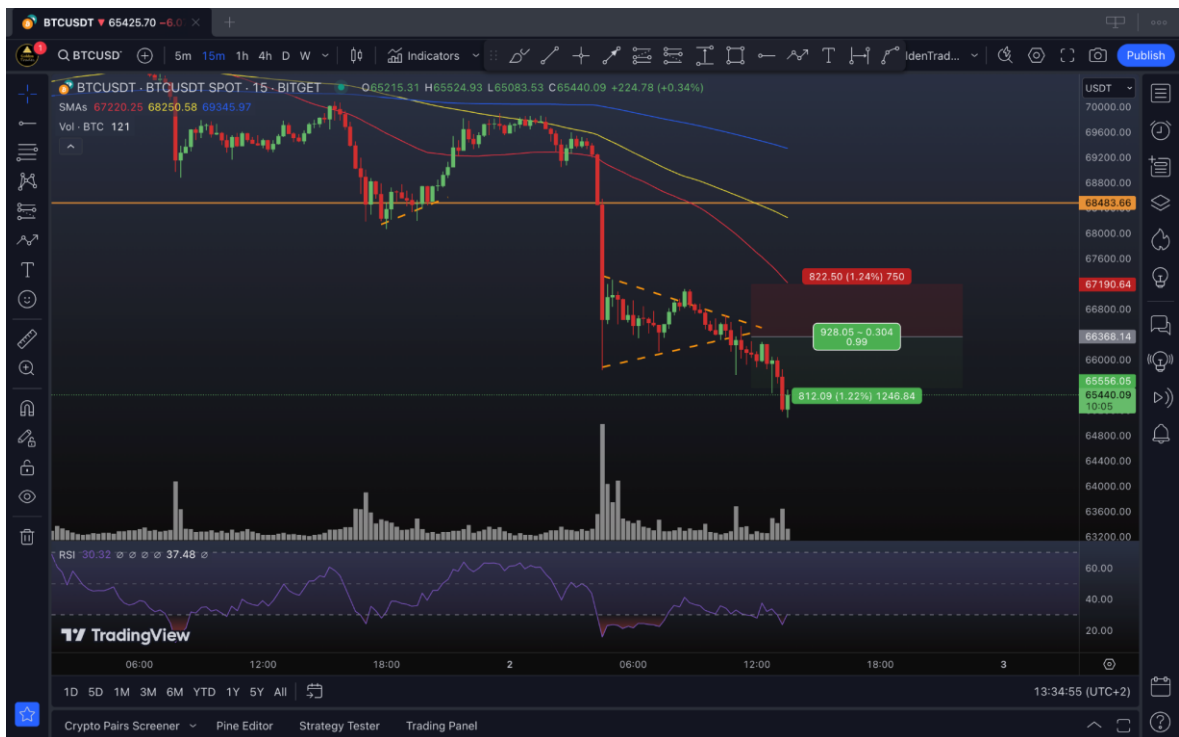 BTCUSDT ▼ 65425.70 −6.0
1
BTCUSDT 5m 15m 1h 4h D W Indicators IdenTrad... Publish
BTCUSDT · BTCUSDT SPOT · 15 · BITGET O65215.31 H65524.93 L65083.53 C65440.09 +224.78 (+0.34%)
USDT
SMAs 67220.25 68250.58 69345.97
70000.00
Vol · BTC 121
69600.00
69200.00
68800.00
68483.66
68000.00
67600.00
822.50 (1.24%) 750
67190.64
66800.00
928.05 ~ 0.304
0.99
66368.14
66000.00
65556.05
812.09 (1.22%) 1246.84
65440.09
10:05
64800.00
64400.00
64000.00
63600.00
63200.00
RSI 30.32 ∅ ∅ ∅ ∅ 37.48 ∅
60.00
40.00
20.00
TradingView
06:00 12:00 18:00 2 06:00 12:00 18:00 3
1D 5D 1M 3M 6M YTD 1Y 5Y All 13:34:55 (UTC+2)
Crypto Pairs Screener Pine Editor Strategy Tester Trading Panel